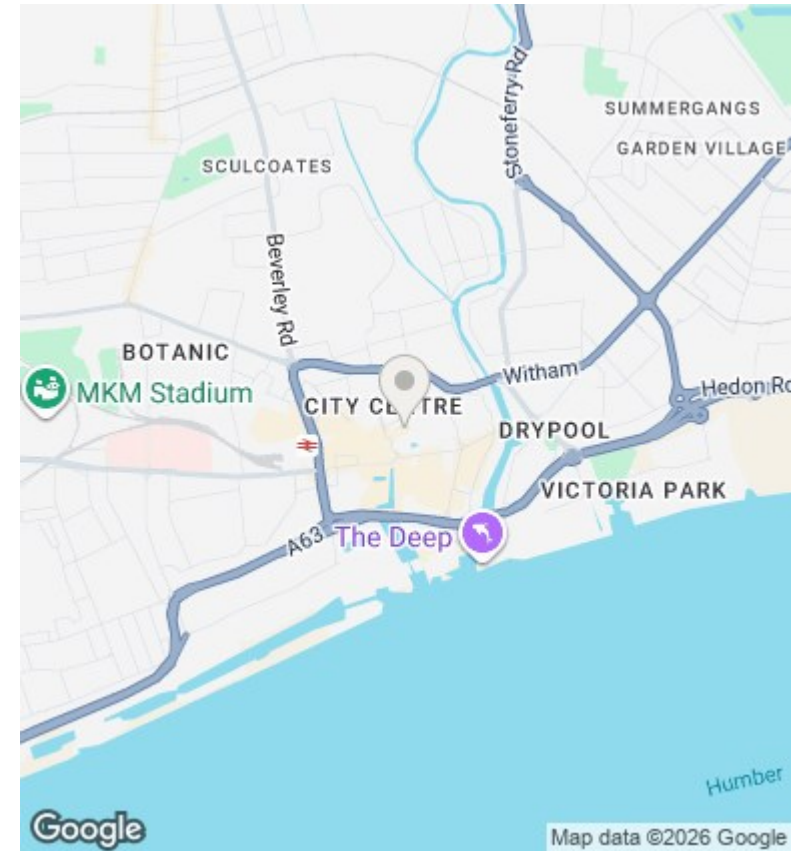 Stoneferry Rd
SUMMERGANGS
GARDEN VILLAGE
SCULCOATES
Beverley Rd
BOTANIC
MKM Stadium
Witham
Hedon Rd
CITY CENTRE
DRYPOOL
VICTORIA PARK
A63
The Deep
Humber
Google
Map data ©2026 Google